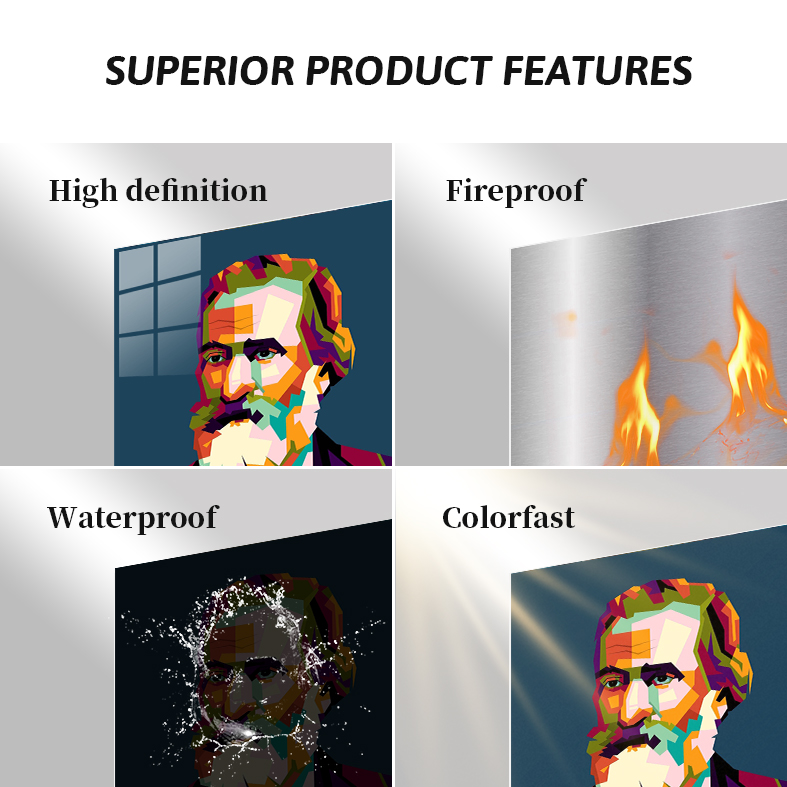 SUPERIOR PRODUCT FEATURES
High definition
Fireproof
Waterproof
Colorfast